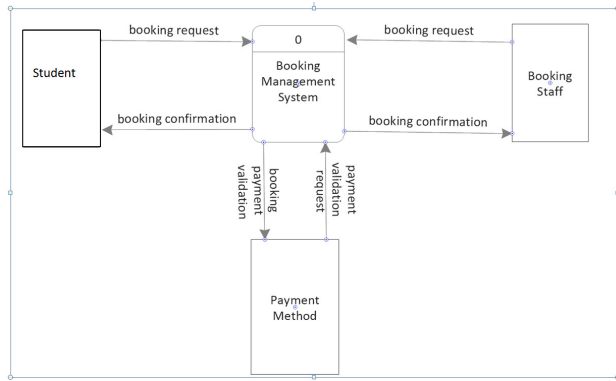 booking request
booking request
0
Student
Booking
Management
System
Booking
Staff
booking confirmation
booking confirmation
booking
payment
validation
payment
validation
request
Payment
Method